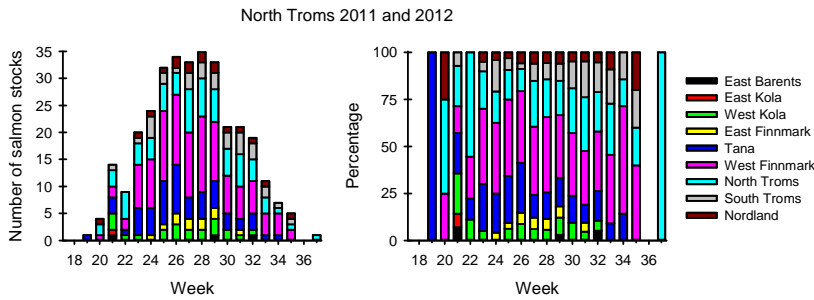 North Troms 2011 and 2012
Number of salmon stocks
35
30
25
20
15
10
5
0
18 20 22 24 26 28 30 32 34 36
Week
Percentage
100
75
50
25
0
18 20 22 24 26 28 30 32 34 36
Week
East Barents
East Kola
West Kola
East Finnmark
Tana
West Finnmark
North Troms
South Troms
Nordland